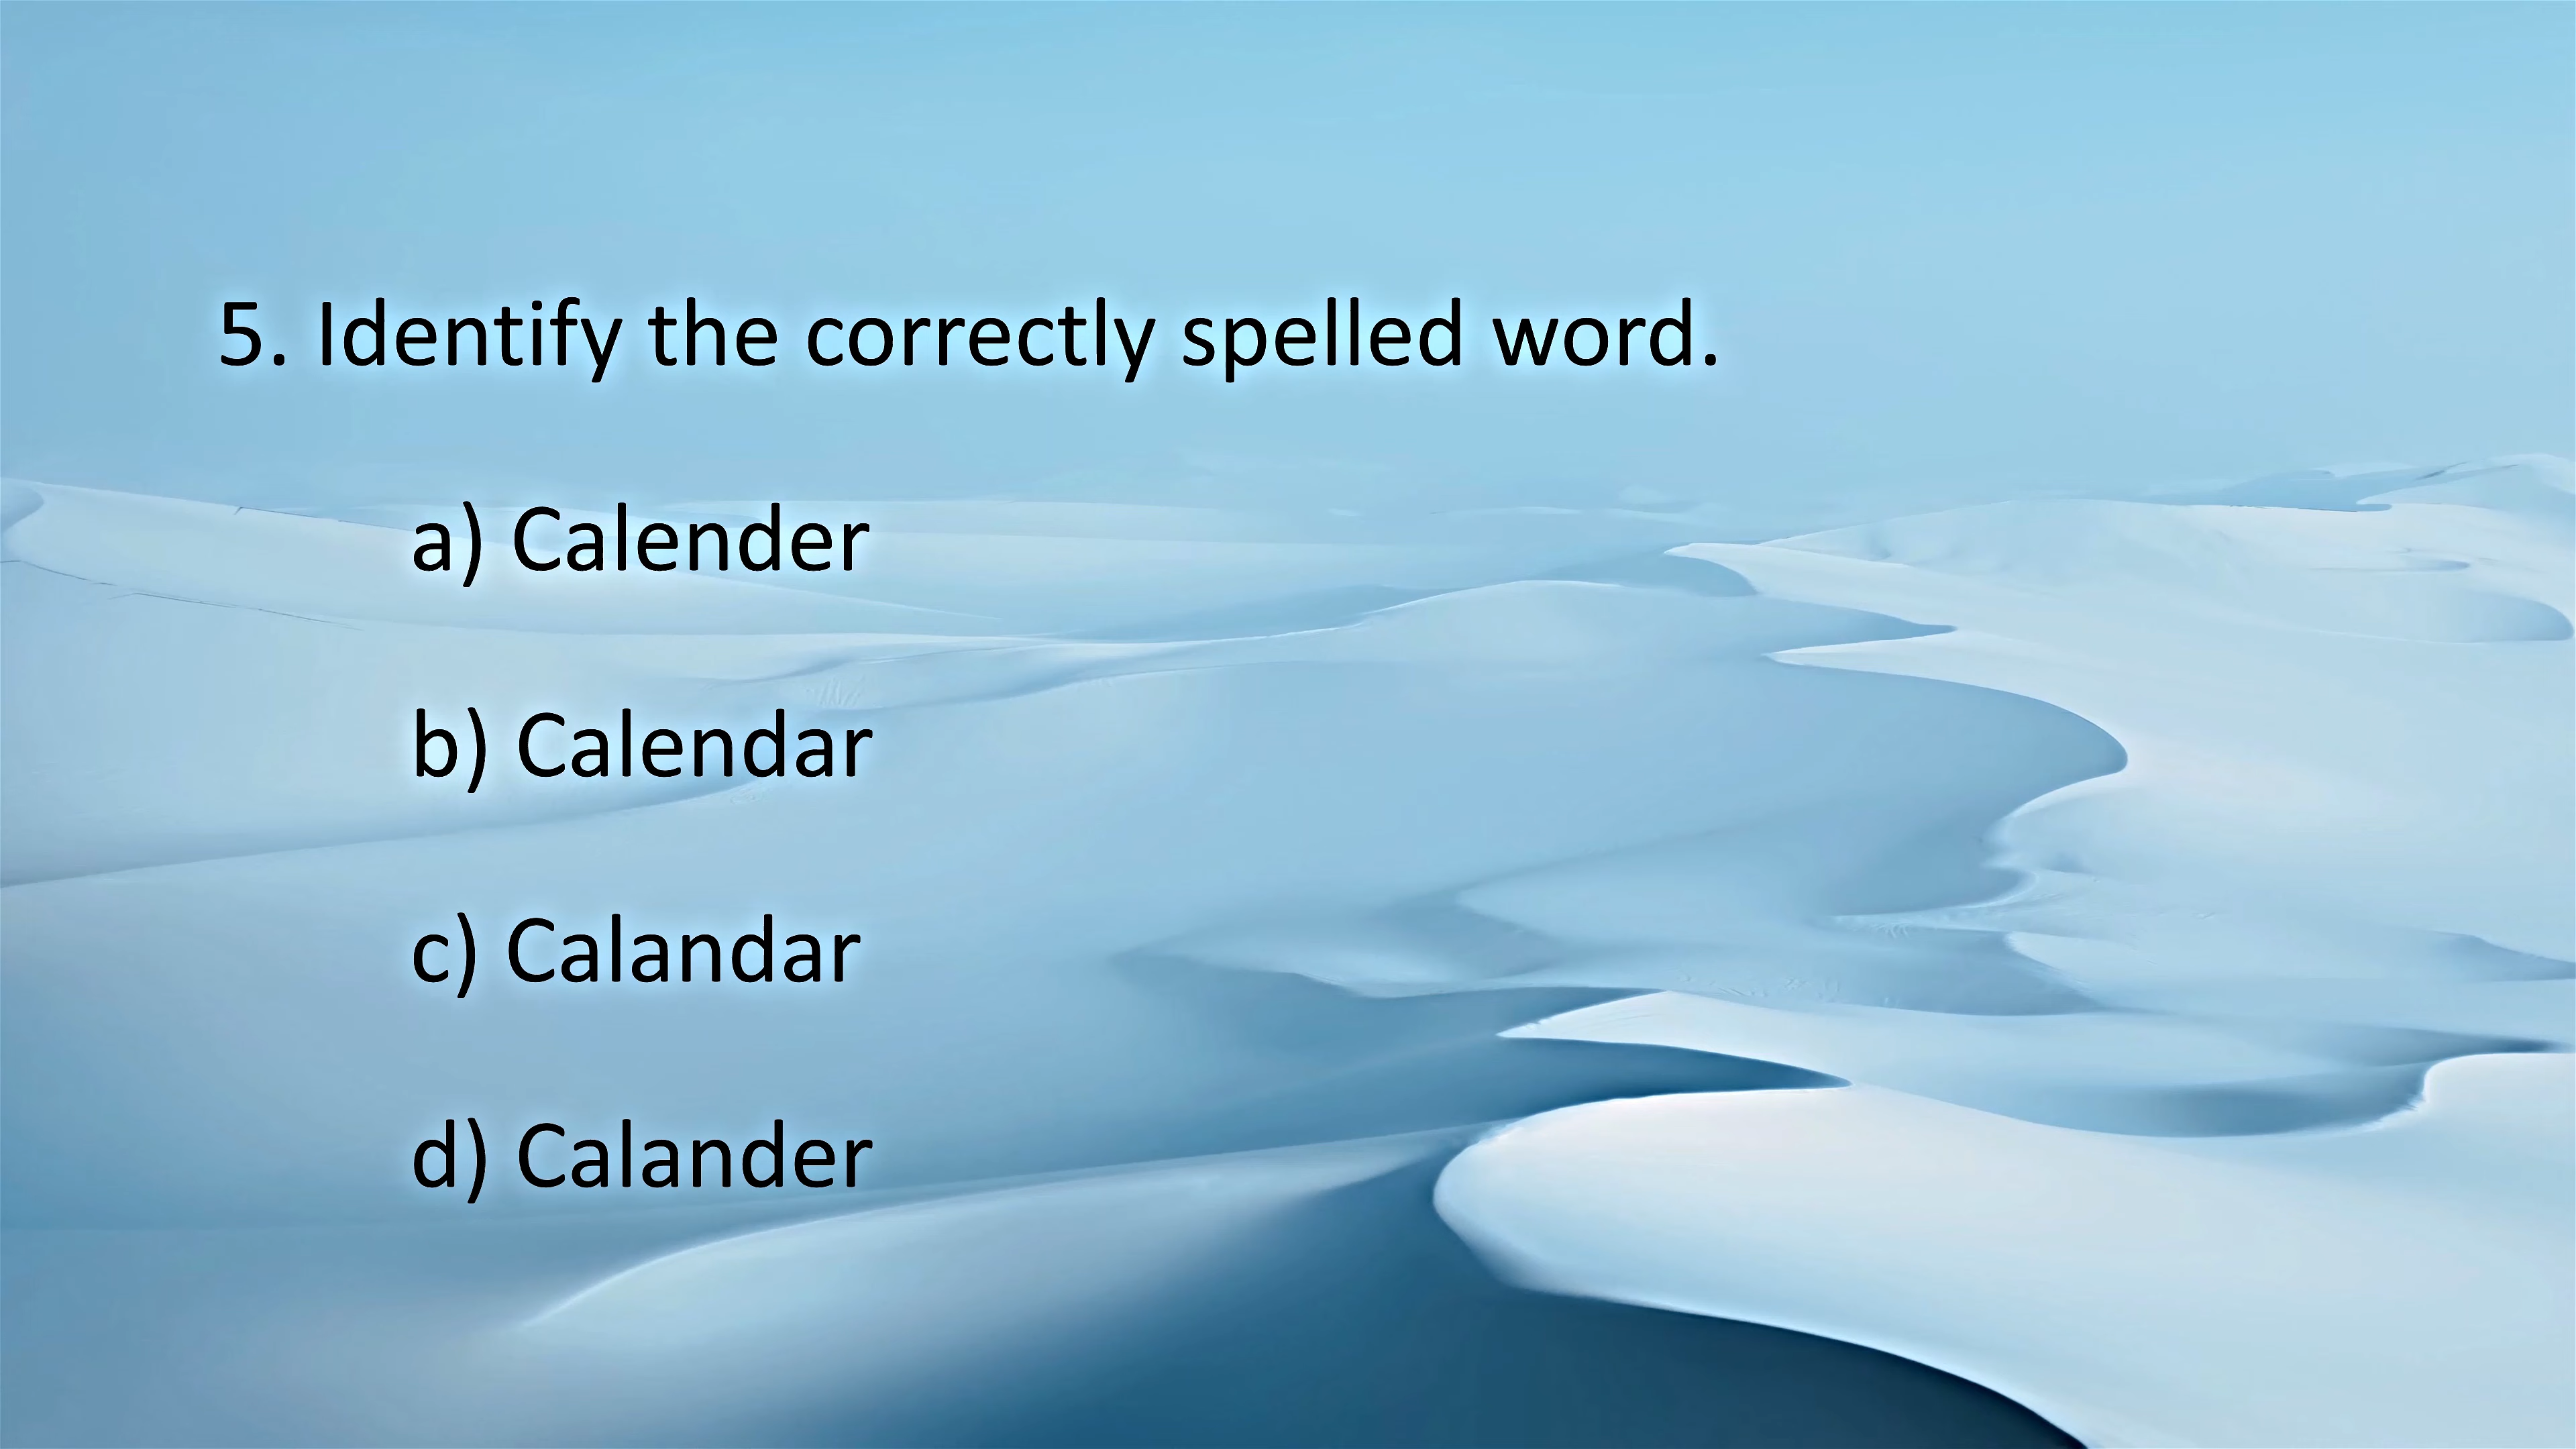 5. Identify the correctly spelled word.
a) Calender
b) Calendar
c) Calandar
d) Calander